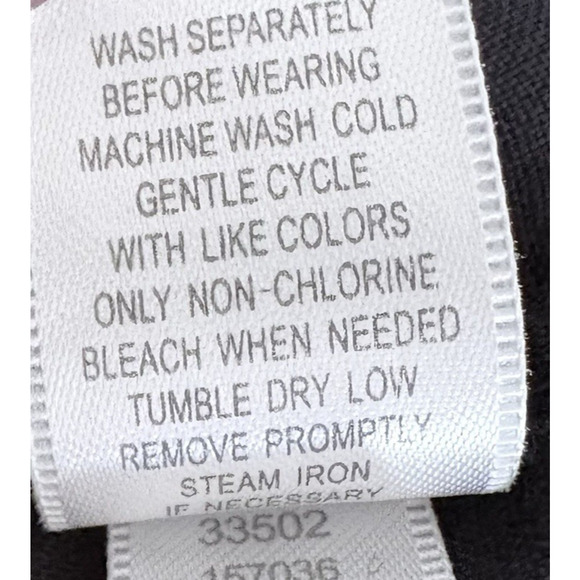 WASH SEPARATELY
BEFORE WEARING
MACHINE WASH COLD
GENTLE CYCLE
WITH LIKE COLORS
ONLY NON-CHLORINE
BLEACH WHEN NEEDED
TUMBLE DRY LOW
REMOVE PROMPTLY
STEAM IRON
IF NECESSARY
33502
157036